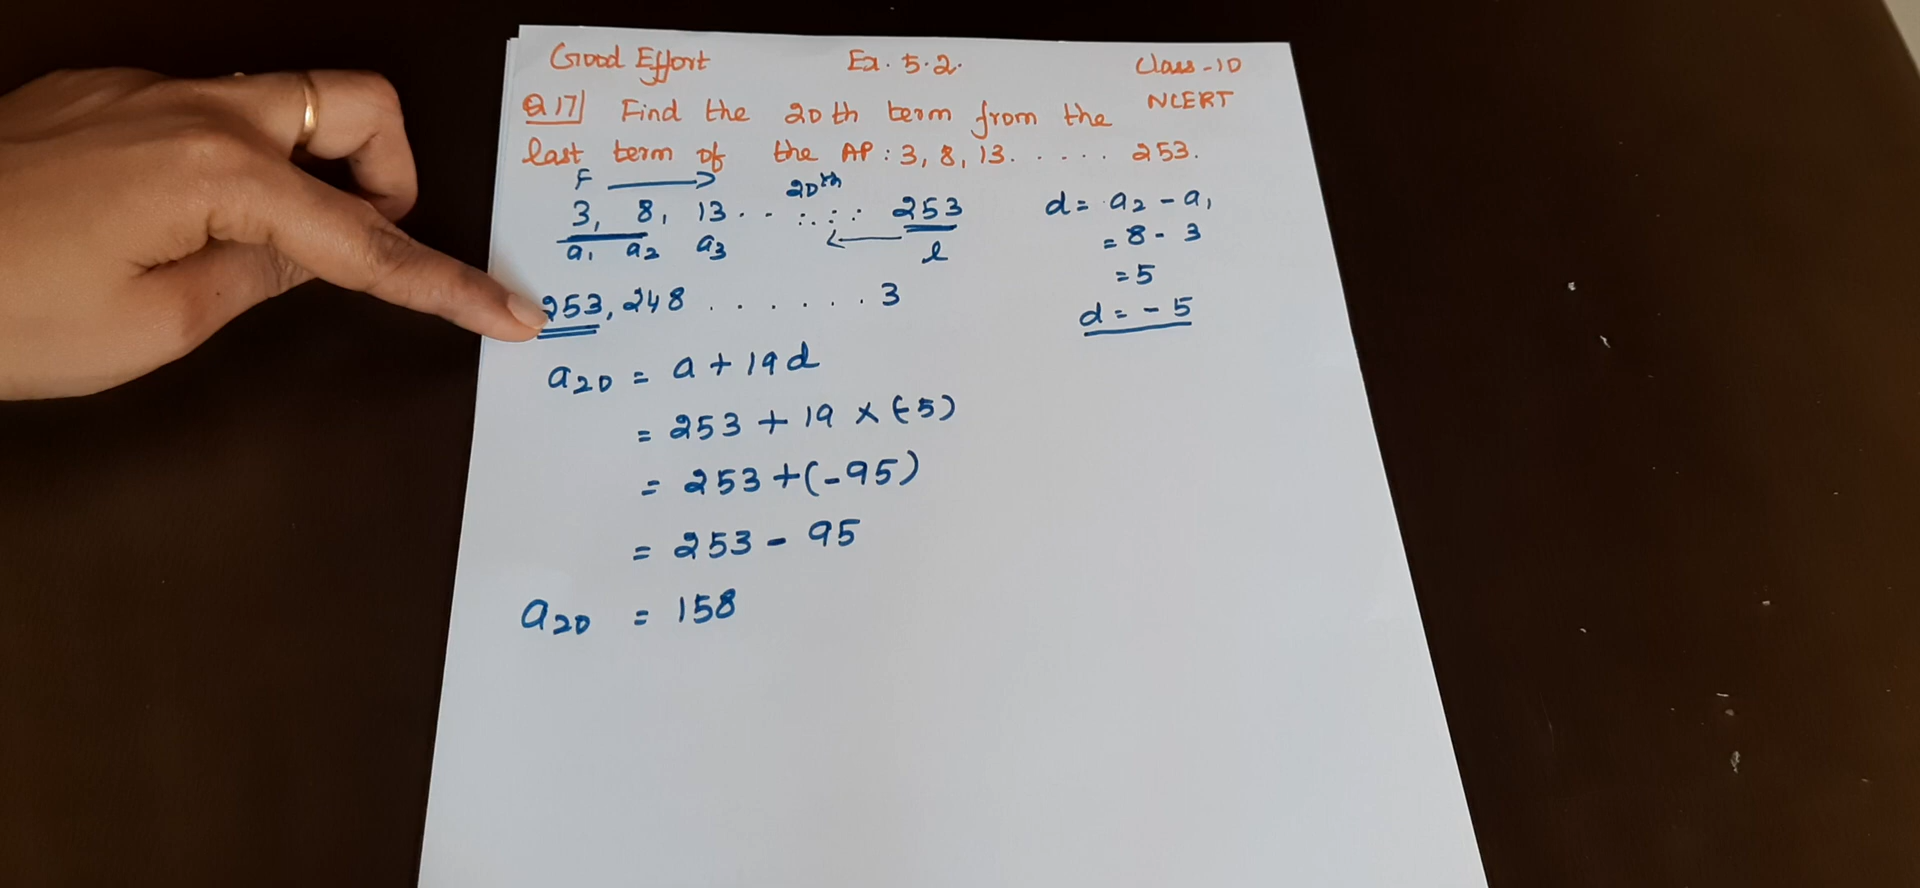 Good Effort Ex. 5.2. Class-10
Q17 Find the 20th term from the NCERT
last term of the AP: 3, 8, 13. . . . . . 253.
F → 20th
3, 8, 13 . . . . . . . . 253 d = a2 - a1
a1 a2 a3 ← l = 8 - 3
= 5
253, 248 . . . . . . . 3 d = - 5
a20 = a + 19d
= 253 + 19 × (-5)
= 253 + (-95)
= 253 - 95
a20 = 158